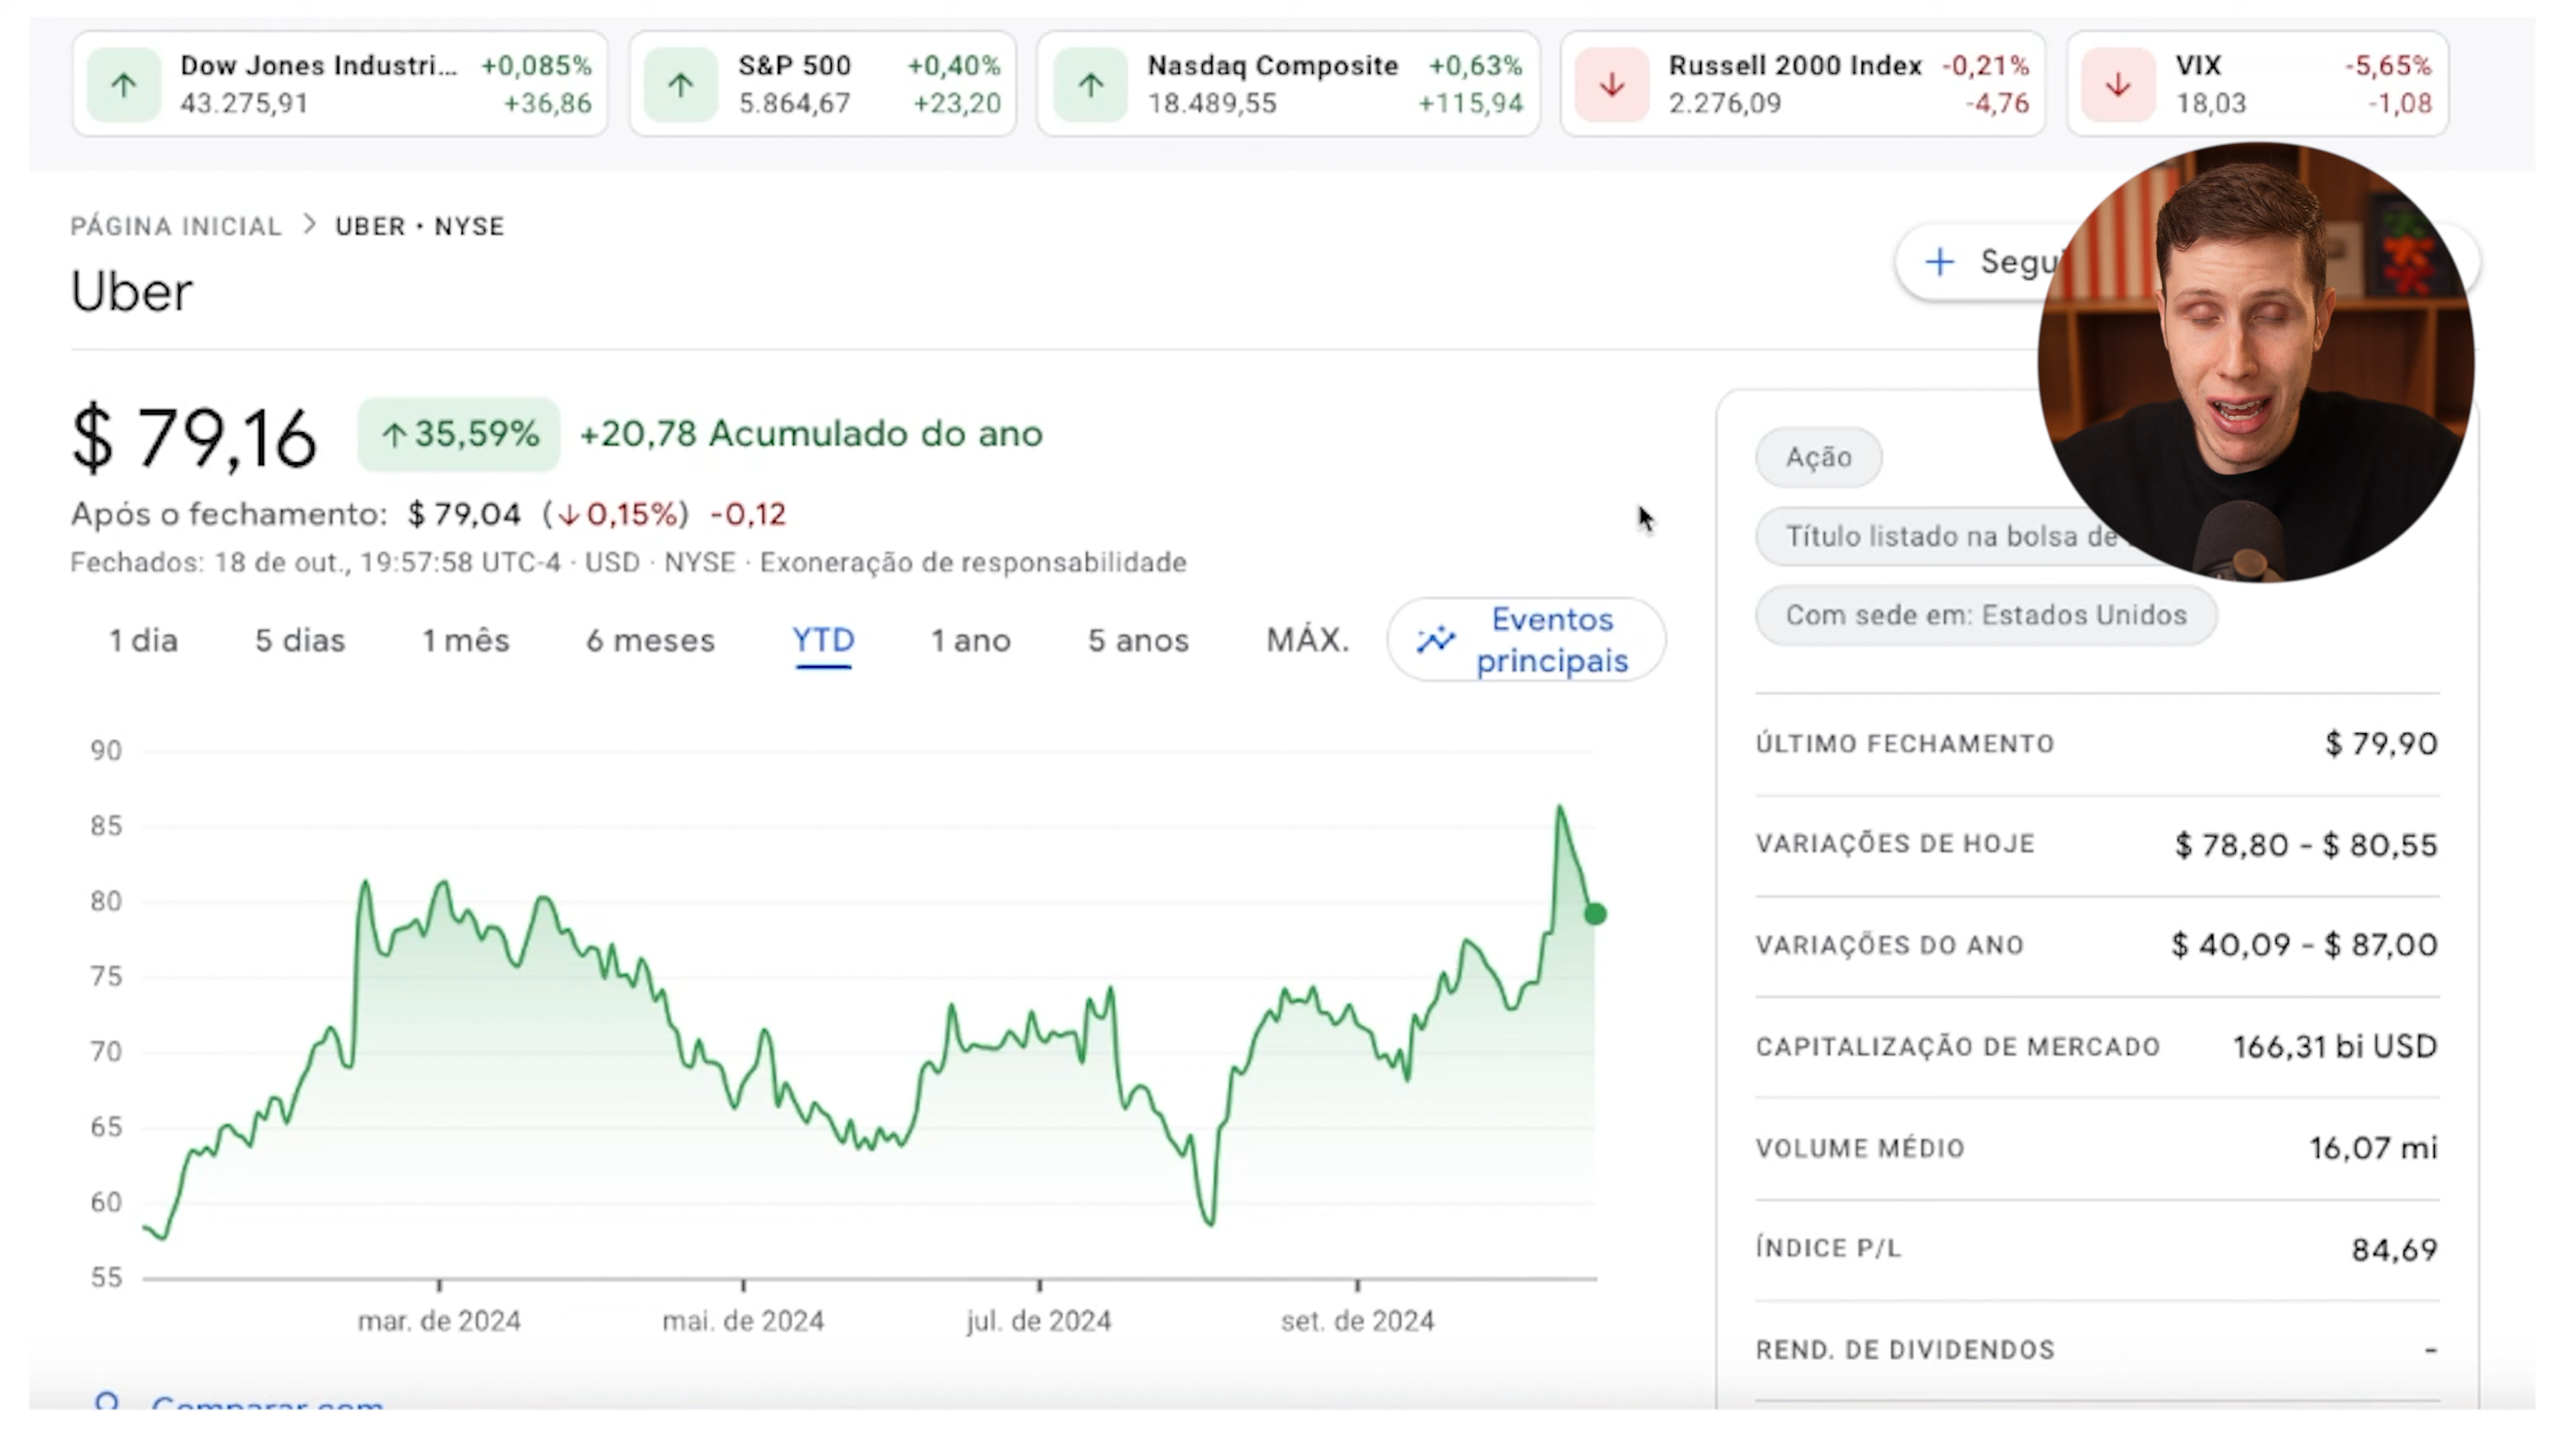 Dow Jones Industri... +0,085%
43.275,91 +36,86
S&P 500 +0,40%
5.864,67 +23,20
Nasdaq Composite +0,63%
18.489,55 +115,94
Russell 2000 Index -0,21%
2.276,09 -4,76
VIX -5,65%
18,03 -1,08
PÁGINA INICIAL > UBER • NYSE
Uber
+ Segui
$ 79,16 ↑35,59% +20,78 Acumulado do ano
Após o fechamento: $ 79,04 (↓0,15%) -0,12
Fechados: 18 de out., 19:57:58 UTC-4 · USD · NYSE · Exoneração de responsabilidade
1 dia 5 dias 1 mês 6 meses YTD 1 ano 5 anos MÁX.
Eventos
principais
90
85
80
75
70
65
60
55
mar. de 2024 mai. de 2024 jul. de 2024 set. de 2024
Comparar com
Ação
Título listado na bolsa de
Com sede em: Estados Unidos
ÚLTIMO FECHAMENTO $ 79,90
VARIAÇÕES DE HOJE $ 78,80 - $ 80,55
VARIAÇÕES DO ANO $ 40,09 - $ 87,00
CAPITALIZAÇÃO DE MERCADO 166,31 bi USD
VOLUME MÉDIO 16,07 mi
ÍNDICE P/L 84,69
REND. DE DIVIDENDOS -